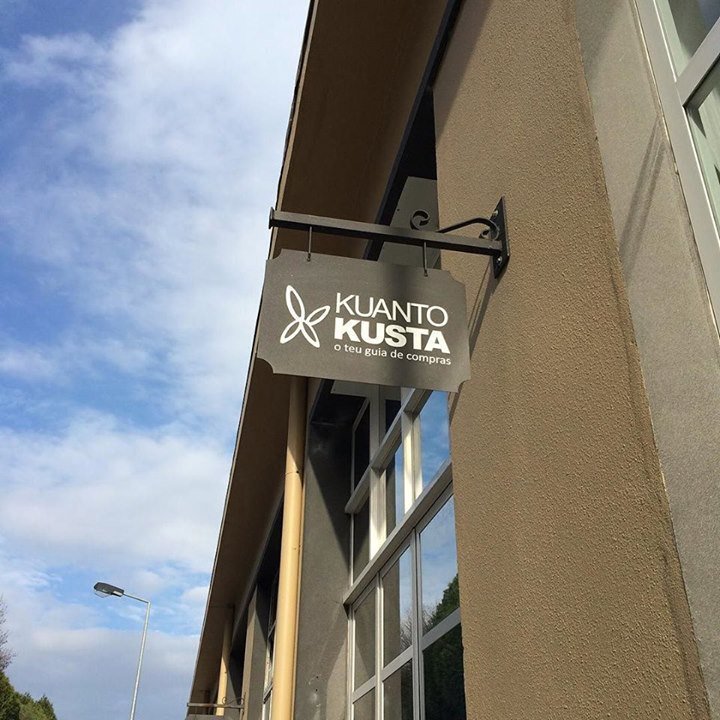 KUANTO
KUSTA
o teu guia de compras